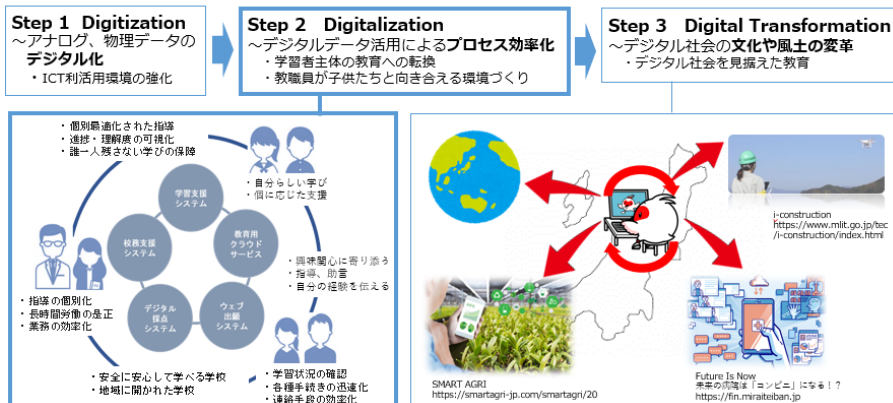 Step 1 Digitization
～アナログ、物理データの
デジタル化
・ICT利活用環境の強化
Step 2 Digitalization
～デジタルデータ活用によるプロセス効率化
・学習者主体の教育への転換
・教職員が子供たちと向き合える環境づくり
Step 3 Digital Transformation
～デジタル社会の文化や風土の変革
・デジタル社会を見据えた教育
・個別最適化された指導
・進捗・理解度の可視化
・誰一人残さない学びの保障
・自分らしい学び
・個に応じた支援
学習支援
システム
校務支援
システム
教育用
クラウド
サービス
デジタル
採点
システム
ウェブ
出願
システム
・興味関心に寄り添う
・指導、助言
・自分の経験を伝える
・指導の個別化
・長時間労働の是正
・業務の効率化
・安全に安心して学べる学校
・地域に開かれた学校
・学習状況の確認
・各種手続きの迅速化
・連絡手段の効率化
i-construction
https://www.mlit.go.jp/tec
/i-construction/index.html
SMART AGRI
https://smartagri-jp.com/smartagri/20
Future Is Now
未来の病院は「コンビニ」になる！？
https://fin.miraiteiban.jp